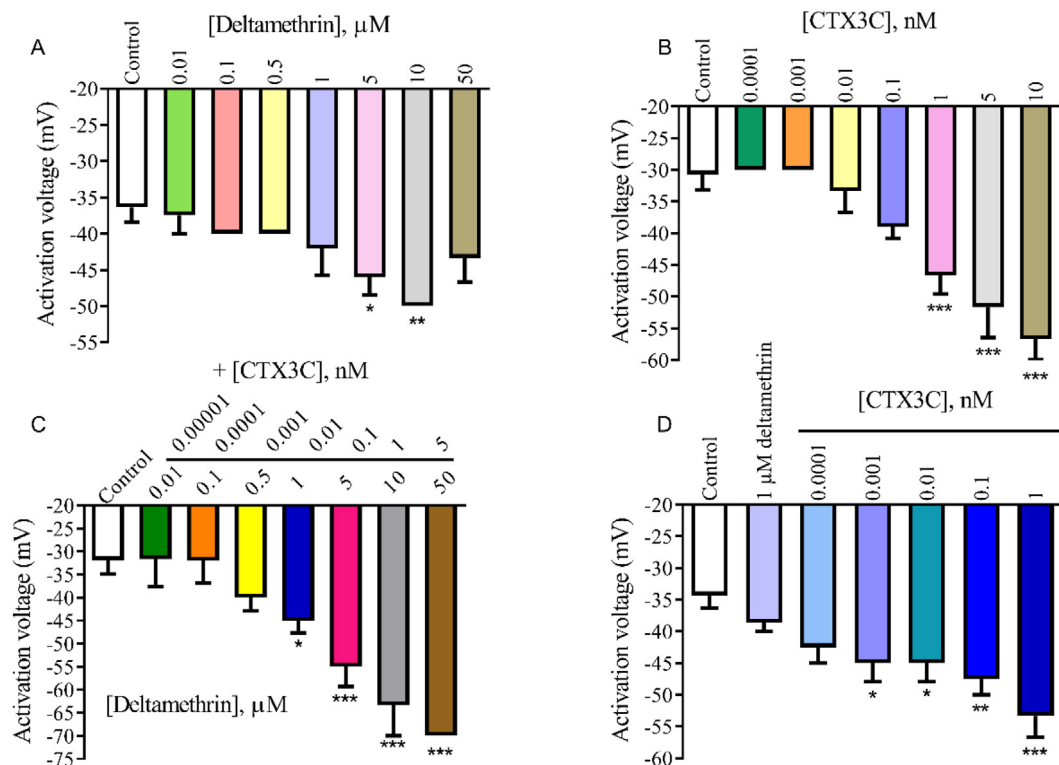 A
[Deltamethrin], µM
Control 0.01 0.1 0.5 1 5 10 50
Activation voltage (mV)
-20
-25
-30
-35
-40
-45
-50
-55
*
**
B
[CTX3C], nM
Control 0.0001 0.001 0.01 0.1 1 5 10
Activation voltage (mV)
-20
-25
-30
-35
-40
-45
-50
-55
-60
***
***
***
C
+ [CTX3C], nM
0.00001 0.0001 0.001 0.01 0.1 1 5
Control 0.01 0.1 0.5 1 5 10 50
Activation voltage (mV)
-20
-25
-30
-35
-40
-45
-50
-55
-60
-65
-70
-75
*
***
***
***
[Deltamethrin], µM
D
[CTX3C], nM
Control 1 µM deltamethrin 0.0001 0.001 0.01 0.1 1
Activation voltage (mV)
-20
-25
-30
-35
-40
-45
-50
-55
-60
*
*
**
***